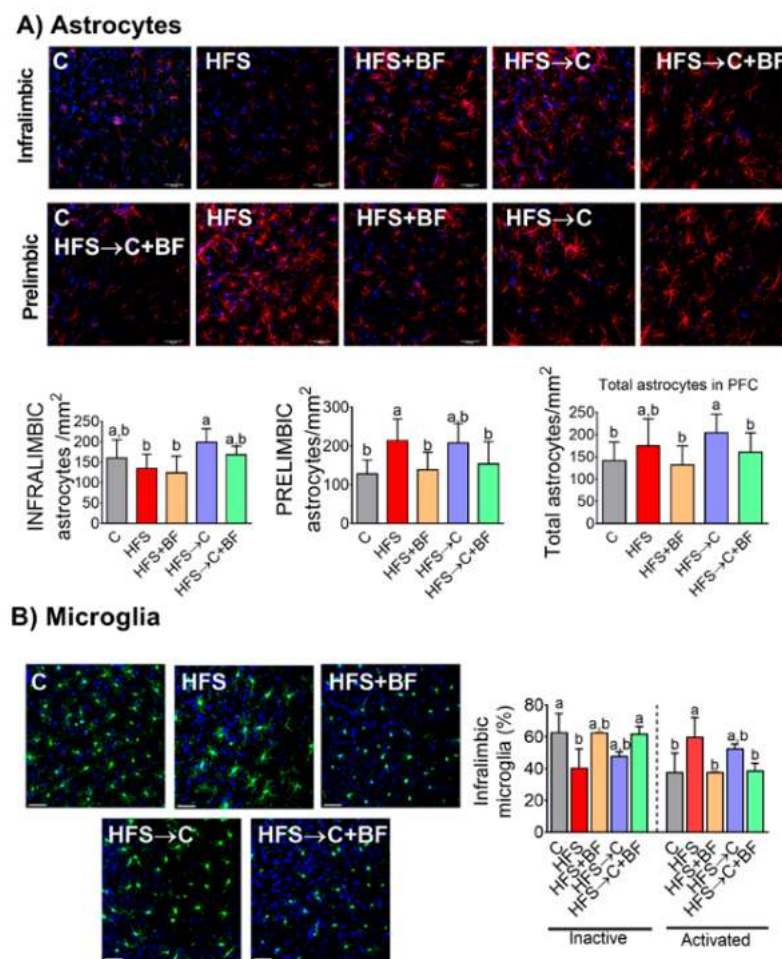 A) Astrocytes
Infralimbic
C
HFS
HFS+BF
HFS→C
HFS→C+BF
Prelimbic
C
HFS→C+BF
HFS
HFS+BF
HFS→C
INFRALIMBIC
astrocytes /mm2
250
200
150
100
50
0
a,b
b
b
a
a,b
C
HFS
HFS+BF
HFS→C
HFS→C+BF
PRELIMBIC
astrocytes/mm2
300
200
100
0
b
a
b
a,b
b
C
HFS
HFS+BF
HFS→C
HFS→C+BF
Total astrocytes in PFC
Total astrocytes/mm2
250
200
150
100
50
0
b
a,b
b
a
b
C
HFS
HFS+BF
HFS→C
HFS→C+BF
B) Microglia
C
HFS
HFS+BF
HFS→C
HFS→C+BF
Infralimbic
microglia (%)
80
60
40
20
0
a
b
a,b
a,b
a
b
a
b
a,b
b
C
HFS
HFS+BF
HFS→C
HFS→C+BF
C
HFS
HFS+BF
HFS→C
HFS→C+BF
Inactive
Activated